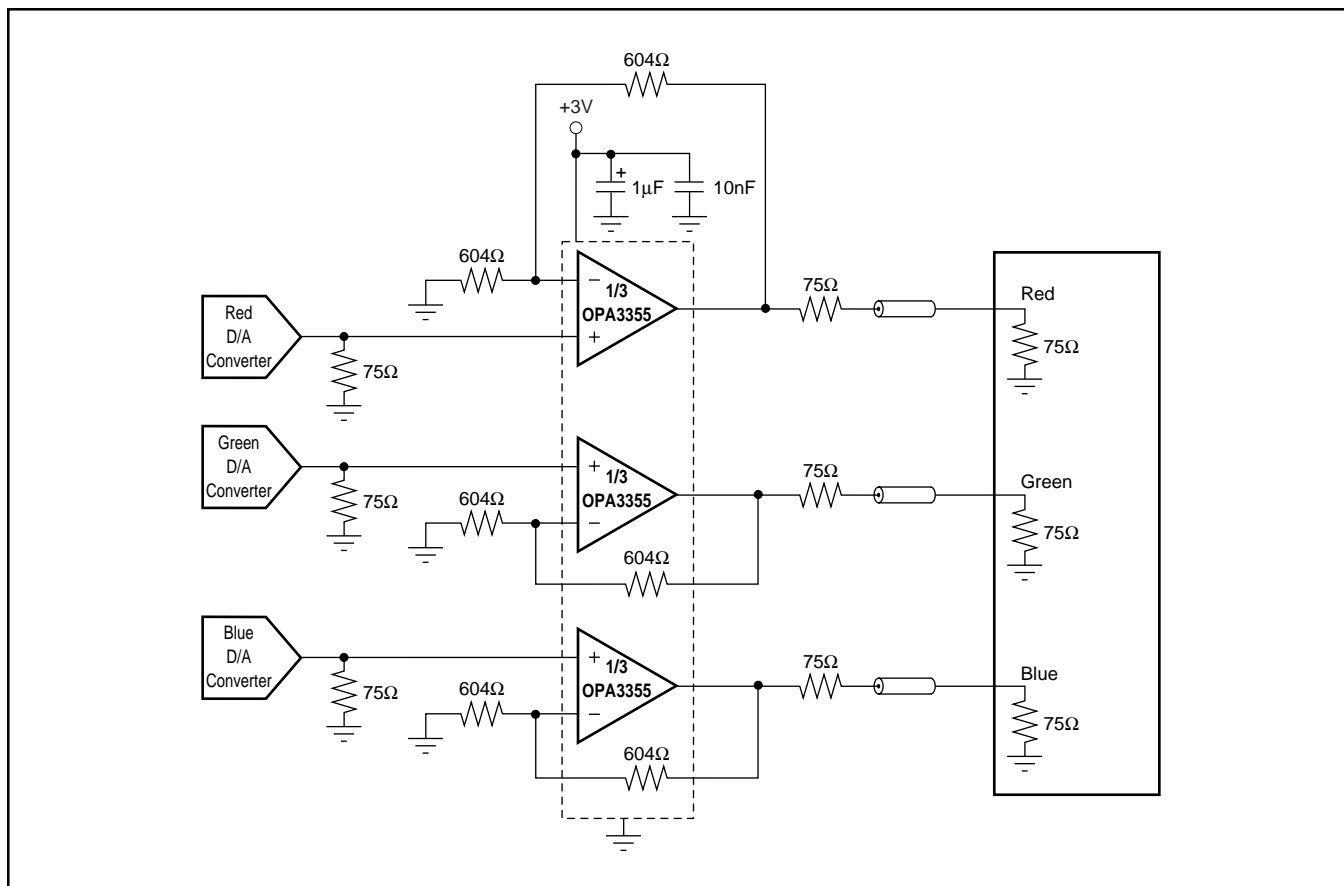 604Ω
+3V
+
1µF
10nF
604Ω
−
1/3
OPA3355
+
75Ω
Red
Red
D/A
Converter
75Ω
75Ω
Green
D/A
Converter
+
1/3
OPA3355
−
75Ω
Green
75Ω
604Ω
75Ω
604Ω
Blue
D/A
Converter
+
1/3
OPA3355
−
75Ω
Blue
75Ω
604Ω
75Ω
604Ω